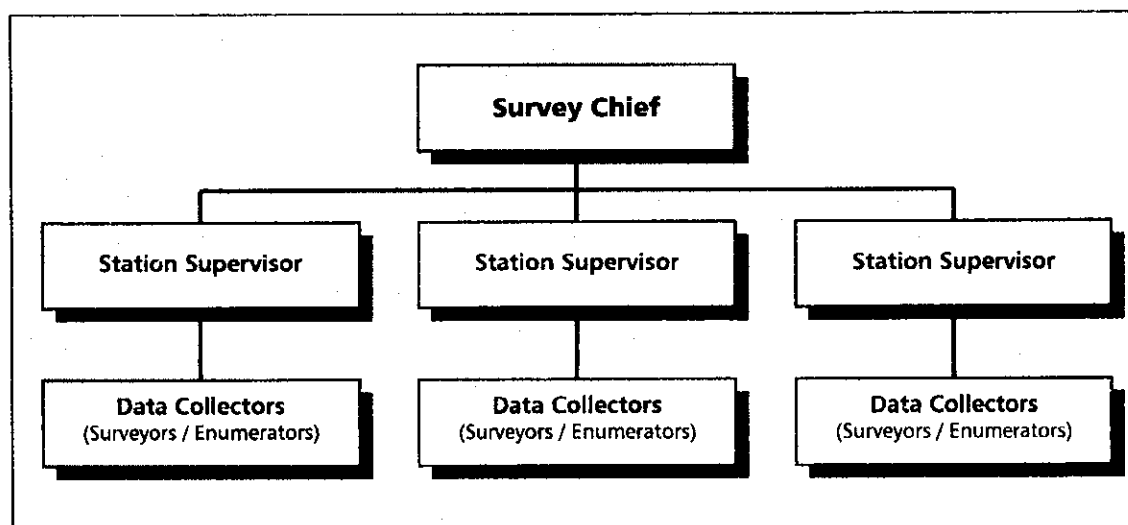 Survey Chief
Station Supervisor
Station Supervisor
Station Supervisor
Data Collectors
(Surveyors / Enumerators)
Data Collectors
(Surveyors / Enumerators)
Data Collectors
(Surveyors / Enumerators)